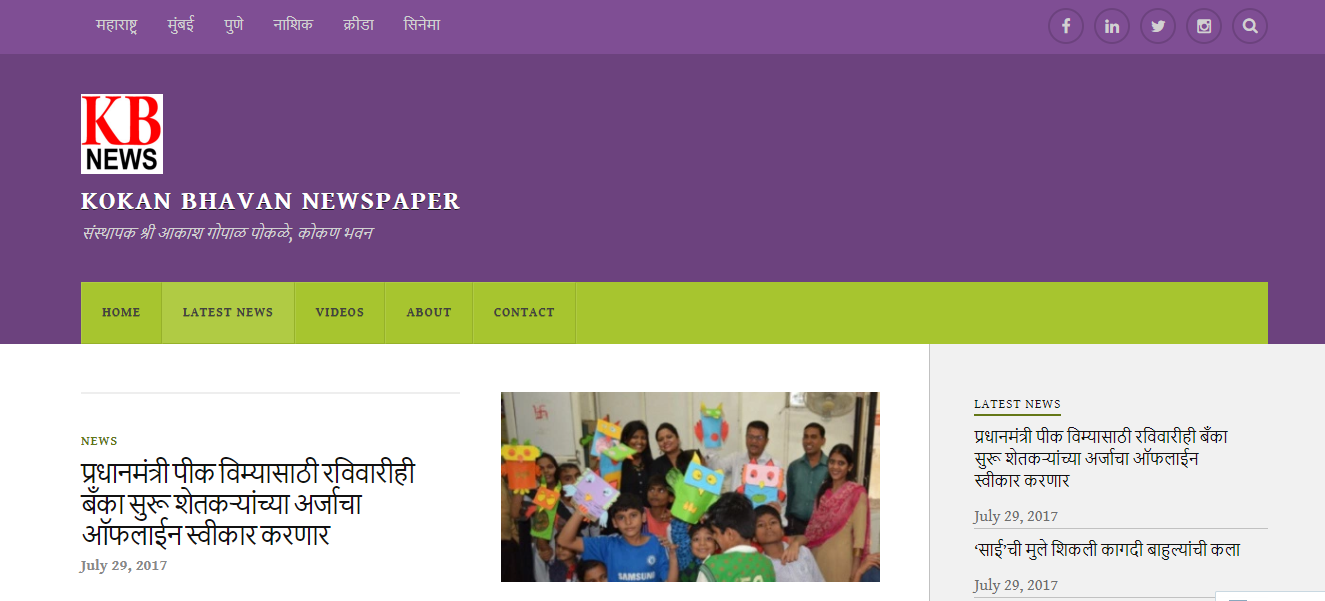 महाराष्ट्र मुंबई पुणे नाशिक क्रीडा सिनेमा
KB
NEWS
KOKAN BHAVAN NEWSPAPER
संस्थापक श्री आकाश गोपाळ पोकळे, कोकण भवन
HOME LATEST NEWS VIDEOS ABOUT CONTACT
NEWS
प्रधानमंत्री पीक विम्यासाठी रविवारीही
बँका सुरू शेतकऱ्यांच्या अर्जाचा
ऑफलाईन स्वीकार करणार
July 29, 2017
SAMSUNG
LATEST NEWS
प्रधानमंत्री पीक विम्यासाठी रविवारीही बँका
सुरू शेतकऱ्यांच्या अर्जाचा ऑफलाईन
स्वीकार करणार
July 29, 2017
‘साई’ची मुले शिकली कागदी बाहुल्यांची कला
July 29, 2017